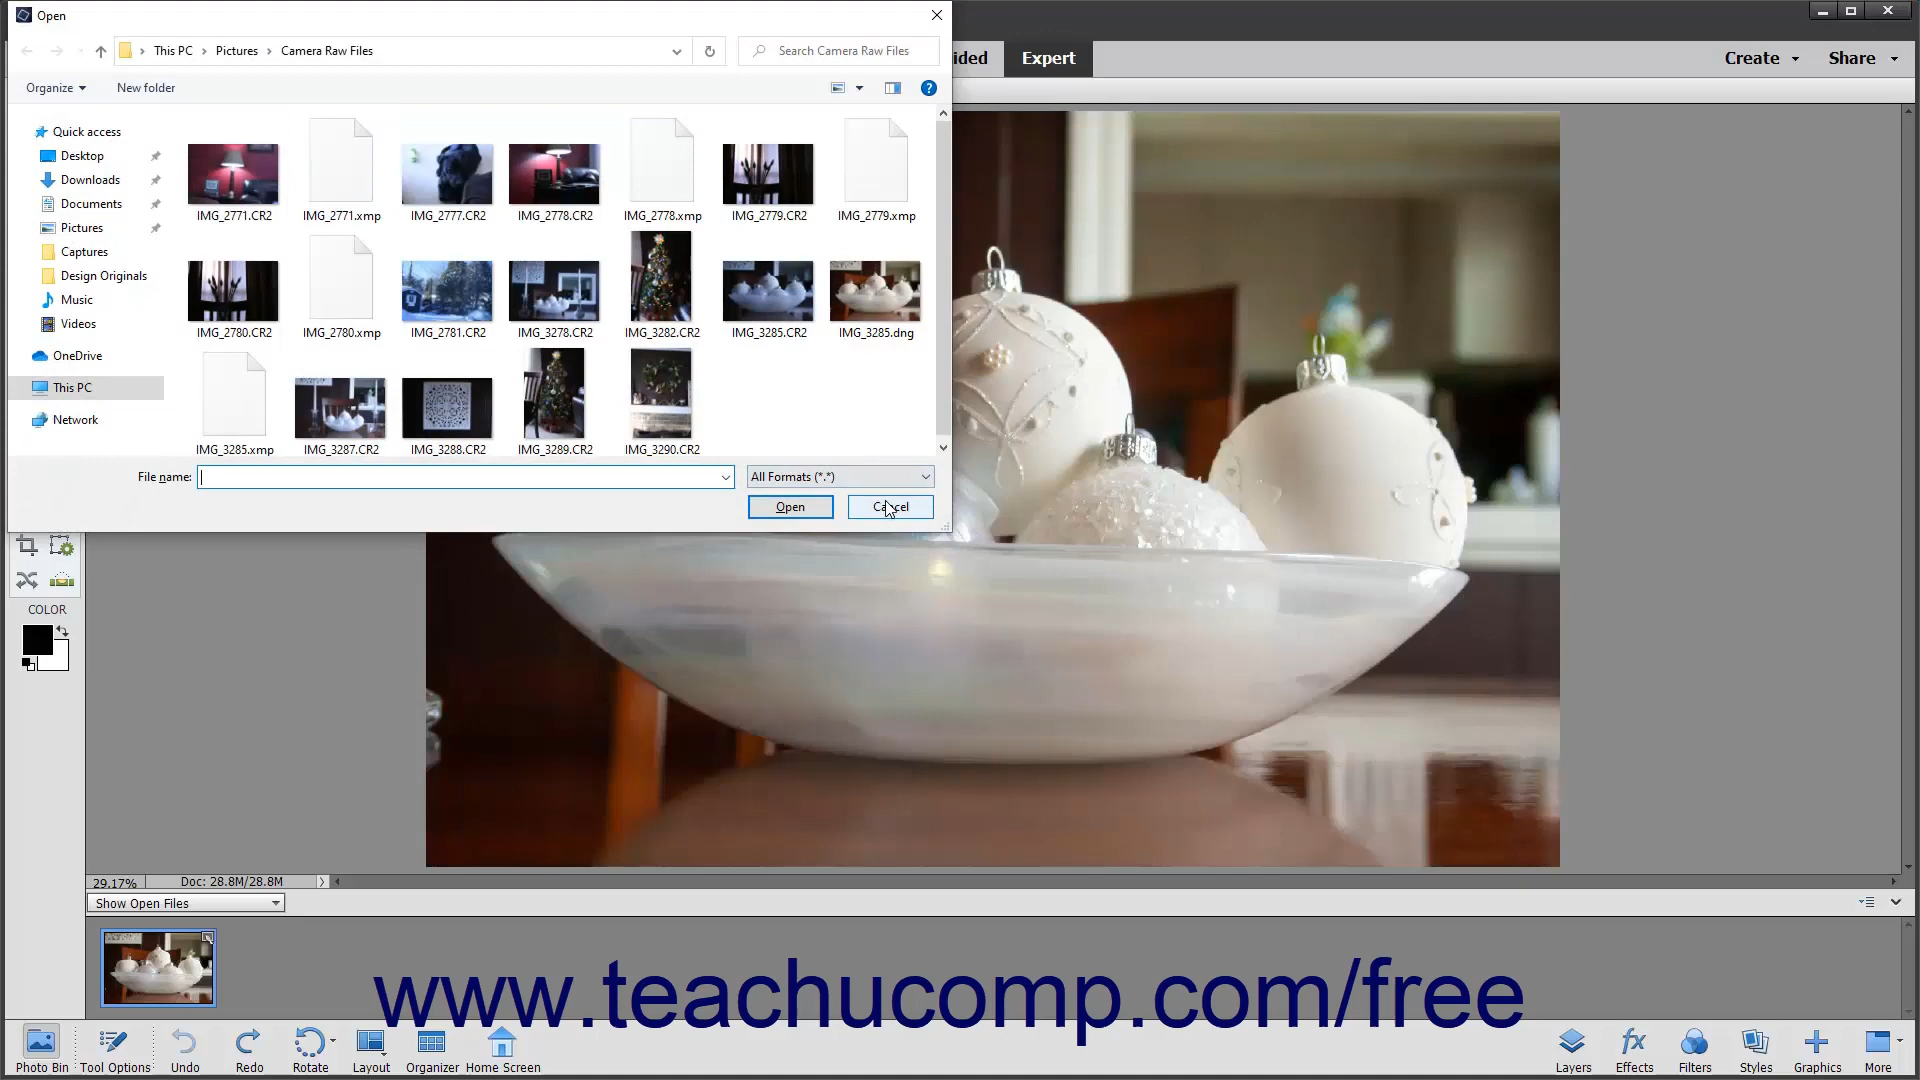 Open
This PC > Pictures > Camera Raw Files
Search Camera Raw Files
Organize
New folder
Quick access
Desktop
Downloads
Documents
Pictures
Captures
Design Originals
Music
Videos
OneDrive
This PC
Network
IMG_2771.CR2
IMG_2771.xmp
IMG_2777.CR2
IMG_2778.CR2
IMG_2778.xmp
IMG_2779.CR2
IMG_2779.xmp
IMG_2780.CR2
IMG_2780.xmp
IMG_2781.CR2
IMG_3278.CR2
IMG_3282.CR2
IMG_3285.CR2
IMG_3285.dng
IMG_3285.xmp
IMG_3287.CR2
IMG_3288.CR2
IMG_3289.CR2
IMG_3290.CR2
File name:
All Formats (*.*)
Open
Expert
Create
Share
COLOR
29.17%
Doc: 28.8M/28.8M
Show Open Files
www.teachucomp.com/free
Photo Bin
Tool Options
Undo
Redo
Rotate
Layout
Organizer
Home Screen
Layers
Effects
Filters
Styles
Graphics
More